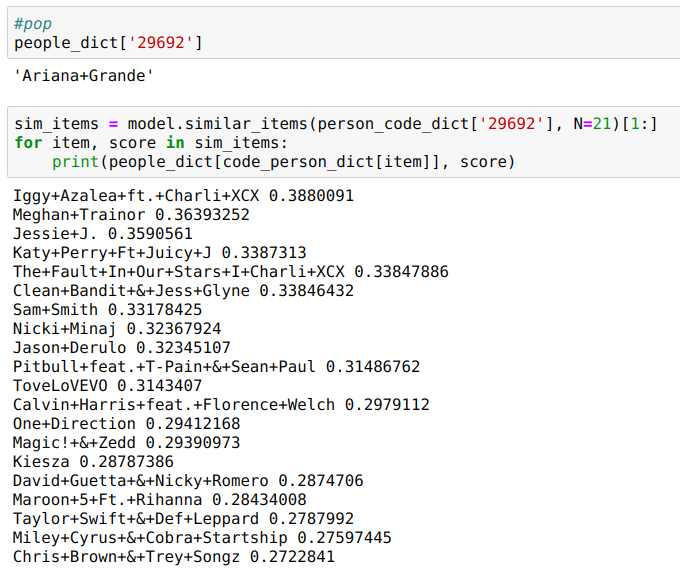 #pop
people_dict['29692']
'Ariana+Grande'
sim_items = model.similar_items(person_code_dict['29692'], N=21)[1:]
for item, score in sim_items:
    print(people_dict[code_person_dict[item]], score)
Iggy+Azalea+ft.+Charli+XCX 0.3880091
Meghan+Trainor 0.36393252
Jessie+J. 0.3590561
Katy+Perry+Ft+Juicy+J 0.3387313
The+Fault+In+Our+Stars+I+Charli+XCX 0.33847886
Clean+Bandit+&+Jess+Glyne 0.33846432
Sam+Smith 0.33178425
Nicki+Minaj 0.32367924
Jason+Derulo 0.32345107
Pitbull+feat.+T-Pain+&+Sean+Paul 0.31486762
ToveLoVEVO 0.3143407
Calvin+Harris+feat.+Florence+Welch 0.2979112
One+Direction 0.29412168
Magic!+&+Zedd 0.29390973
Kiesza 0.28787386
David+Guetta+&+Nicky+Romero 0.2874706
Maroon+5+Ft.+Rihanna 0.28434008
Taylor+Swift+&+Def+Leppard 0.2787992
Miley+Cyrus+&+Cobra+Starship 0.27597445
Chris+Brown+&+Trey+Songz 0.2722841